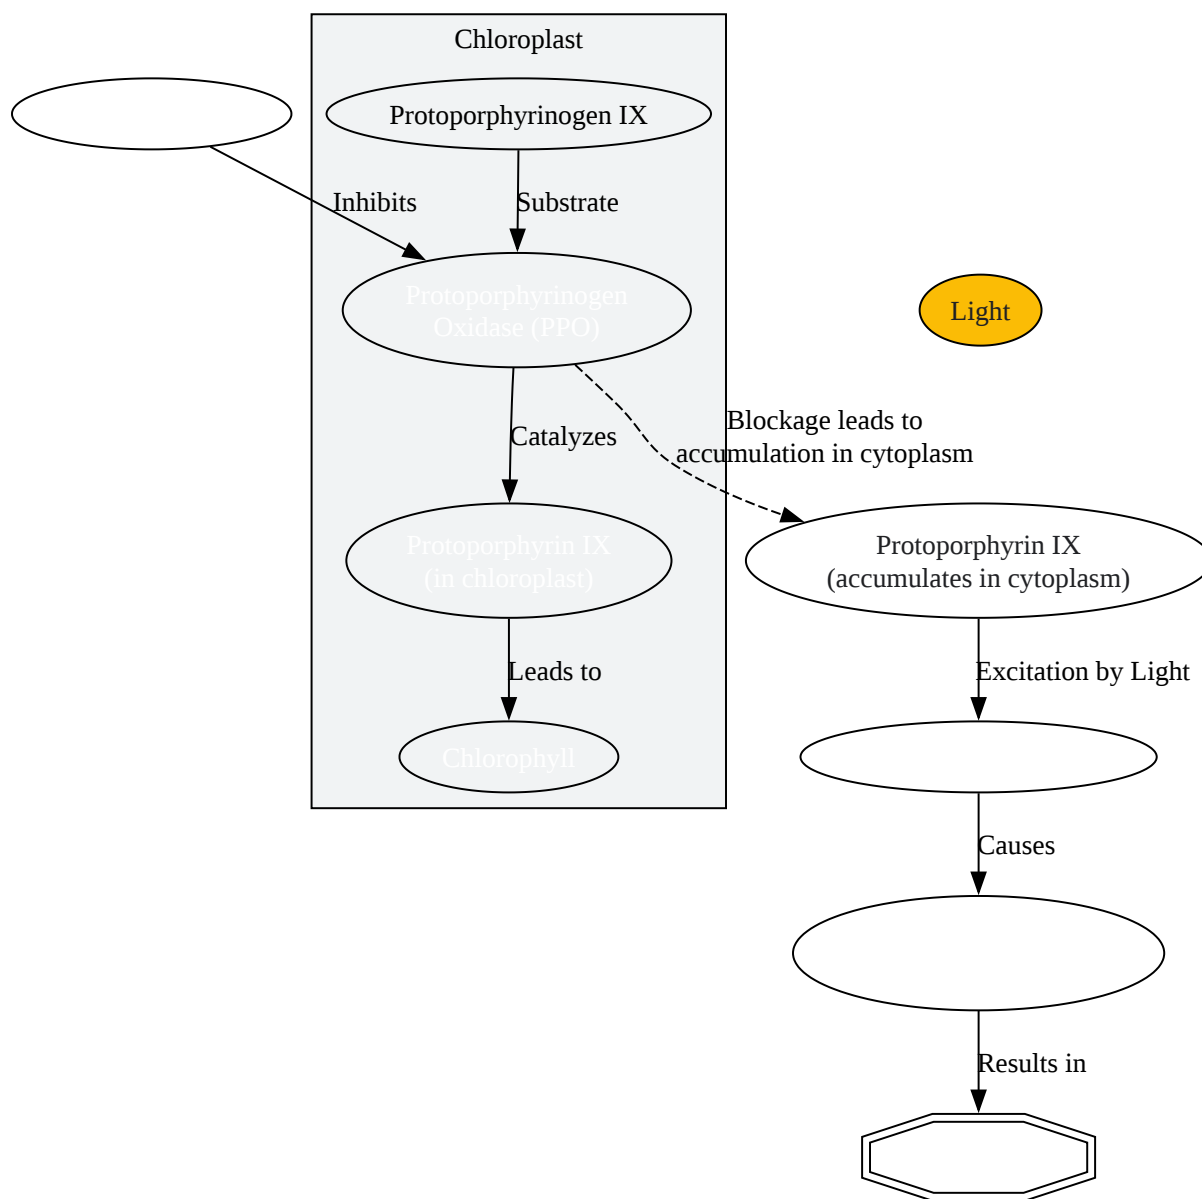 Chloroplast
Protoporphyrinogen IX
Inhibits
Substrate
Protoporphyrinogen
Oxidase (PPO)
Light
Blockage leads to
accumulation in cytoplasm
Catalyzes
Protoporphyrin IX
(in chloroplast)
Protoporphyrin IX
(accumulates in cytoplasm)
Leads to
Excitation by Light
Chlorophyll
Causes
Results in